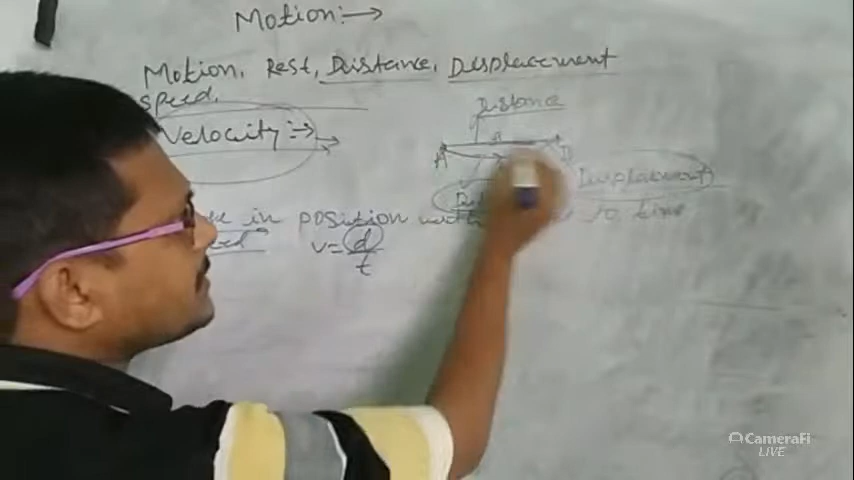 Motion:→
Motion, Rest, Distance, Displacement
speed,
Distance
Velocity :→
A
B
Displacement
in position with to time
v = d
t
CameraFi
LIVE